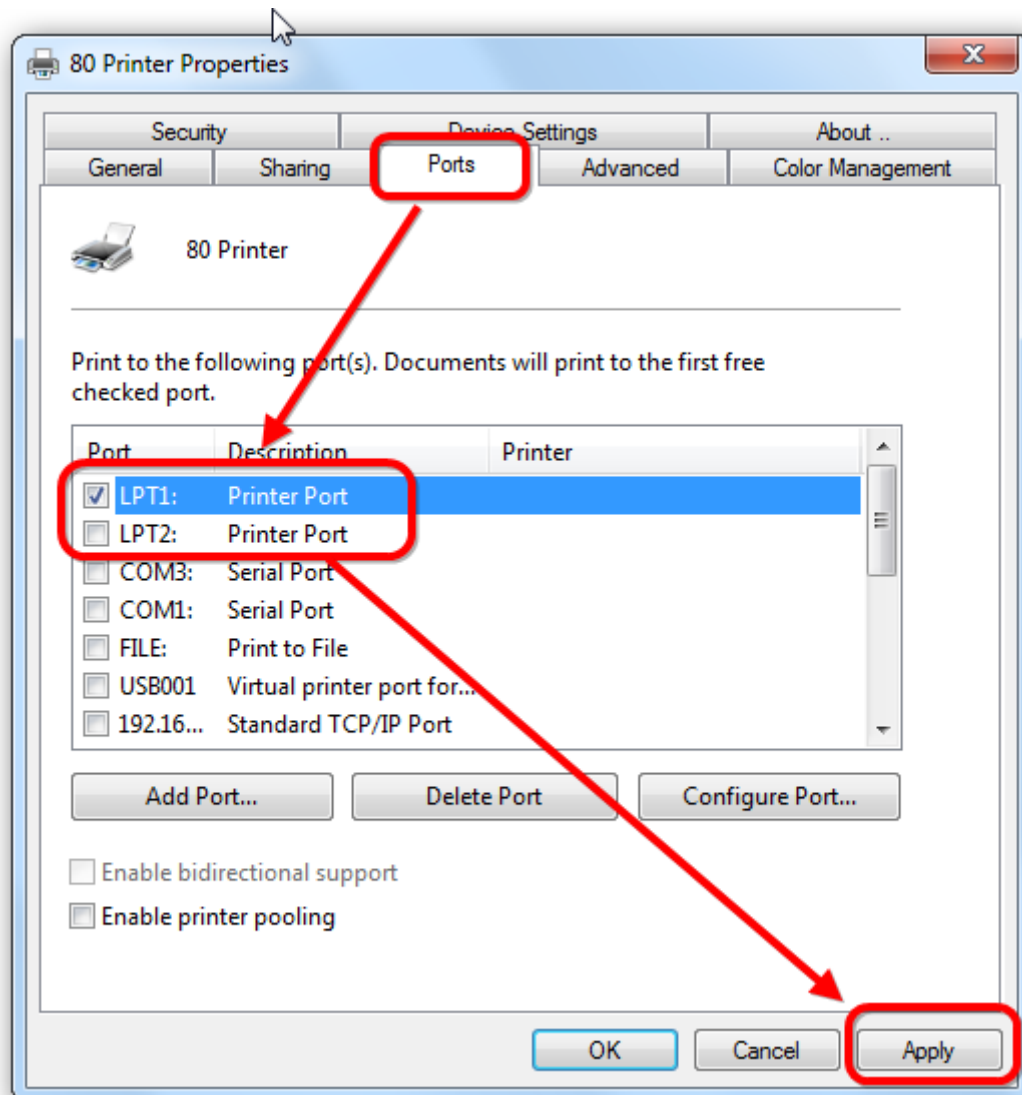 80 Printer Properties
Security Device Settings About ..
General Sharing Ports Advanced Color Management
80 Printer
Print to the following port(s). Documents will print to the first free
checked port.
Port Description Printer
LPT1: Printer Port
LPT2: Printer Port
COM3: Serial Port
COM1: Serial Port
FILE: Print to File
USB001 Virtual printer port for...
192.16... Standard TCP/IP Port
Add Port... Delete Port Configure Port...
Enable bidirectional support
Enable printer pooling
OK Cancel Apply